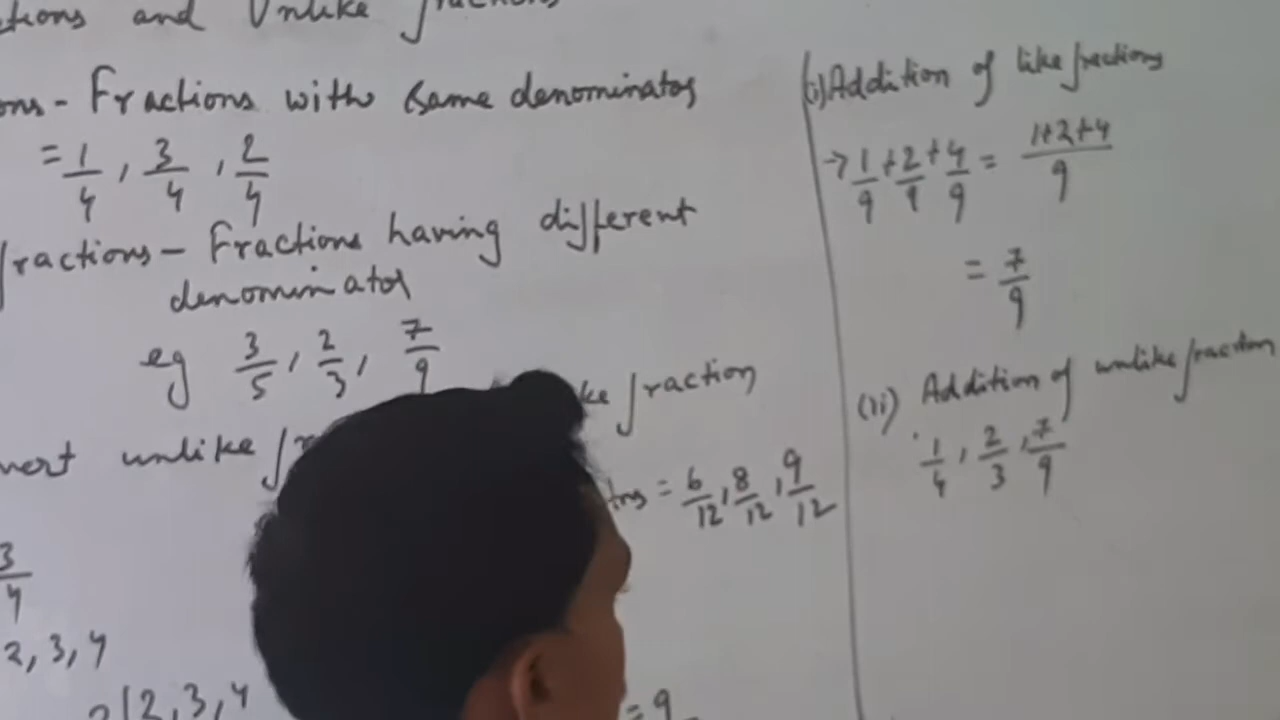 and Unlike fractions
ons - Fractions with same denominator
= 1/4, 3/4, 2/4
fractions - Fractions having different
denominator
eg 3/5, 2/3, 7/9
vert unlike
ke fraction
= 6/12, 8/12, 9/12
3/4
2, 3, 4
2 | 2, 3, 4
= 9
(i) Addition of like fractions
→ 1/9 + 2/9 + 4/9 = 1+2+4/9
= 7/9
(ii) Addition of unlike fraction
1/4, 2/3, 7/9